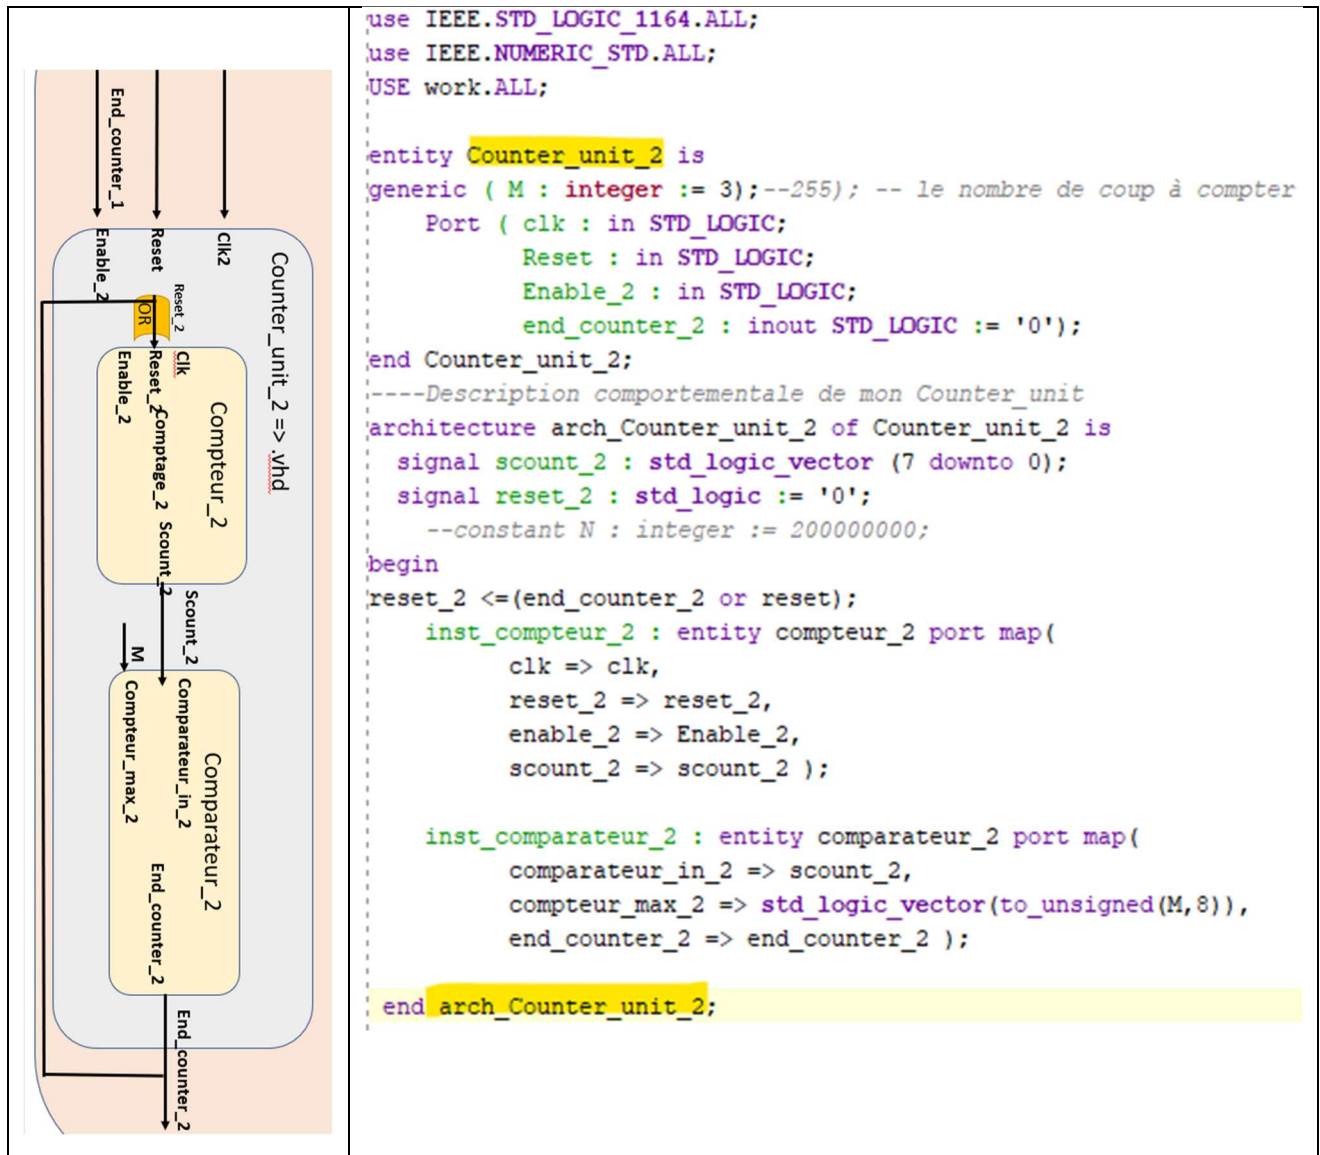 End_counter_1
Enable_2
Reset
Clk2
Counter_unit_2 => .vhd
Reset_2
OR
Clk
Reset_2
Enable_2
Comptage_2
Compteur_2
Scount_2
Scount_2
M
Comparateur_in_2
Compteur_max_2
Comparateur_2
End_counter_2
End_counter_2
use IEEE.STD_LOGIC_1164.ALL;
use IEEE.NUMERIC_STD.ALL;
USE work.ALL;
entity Counter_unit_2 is
generic ( M : integer := 3);--255); -- le nombre de coup à compter
Port ( clk : in STD_LOGIC;
Reset : in STD_LOGIC;
Enable_2 : in STD_LOGIC;
end_counter_2 : inout STD_LOGIC := '0');
end Counter_unit_2;
----Description comportementale de mon Counter_unit
architecture arch_Counter_unit_2 of Counter_unit_2 is
signal scount_2 : std_logic_vector (7 downto 0);
signal reset_2 : std_logic := '0';
--constant N : integer := 200000000;
begin
reset_2 <=(end_counter_2 or reset);
inst_compteur_2 : entity compteur_2 port map(
clk => clk,
reset_2 => reset_2,
enable_2 => Enable_2,
scount_2 => scount_2 );
inst_comparateur_2 : entity comparateur_2 port map(
comparateur_in_2 => scount_2,
compteur_max_2 => std_logic_vector(to_unsigned(M,8)),
end_counter_2 => end_counter_2 );
end arch_Counter_unit_2;